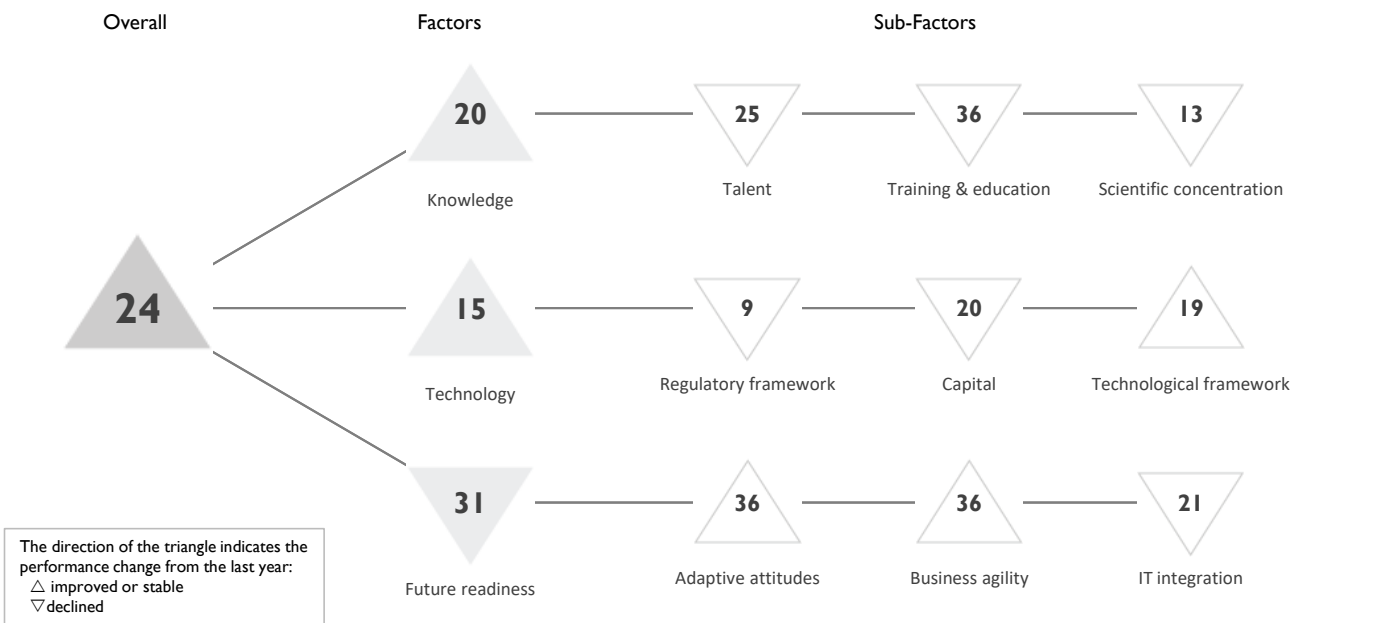 Overall Factors Sub-Factors
20 25 36 13
Knowledge Talent Training & education Scientific concentration
24 15 9 20 19
Technology Regulatory framework Capital Technological framework
31 36 36 21
Future readiness Adaptive attitudes Business agility IT integration
The direction of the triangle indicates the
performance change from the last year:
△ improved or stable
▽ declined